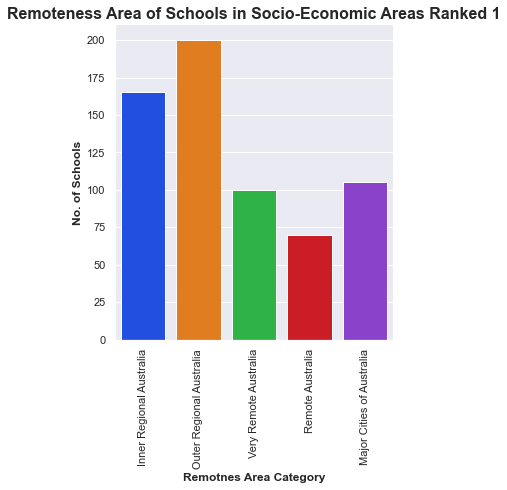 Remoteness Area of Schools in Socio-Economic Areas Ranked 1
200
175
150
125
100
75
50
25
0
No. of Schools
Inner Regional Australia
Outer Regional Australia
Very Remote Australia
Remote Australia
Major Cities of Australia
Remotnes Area Category